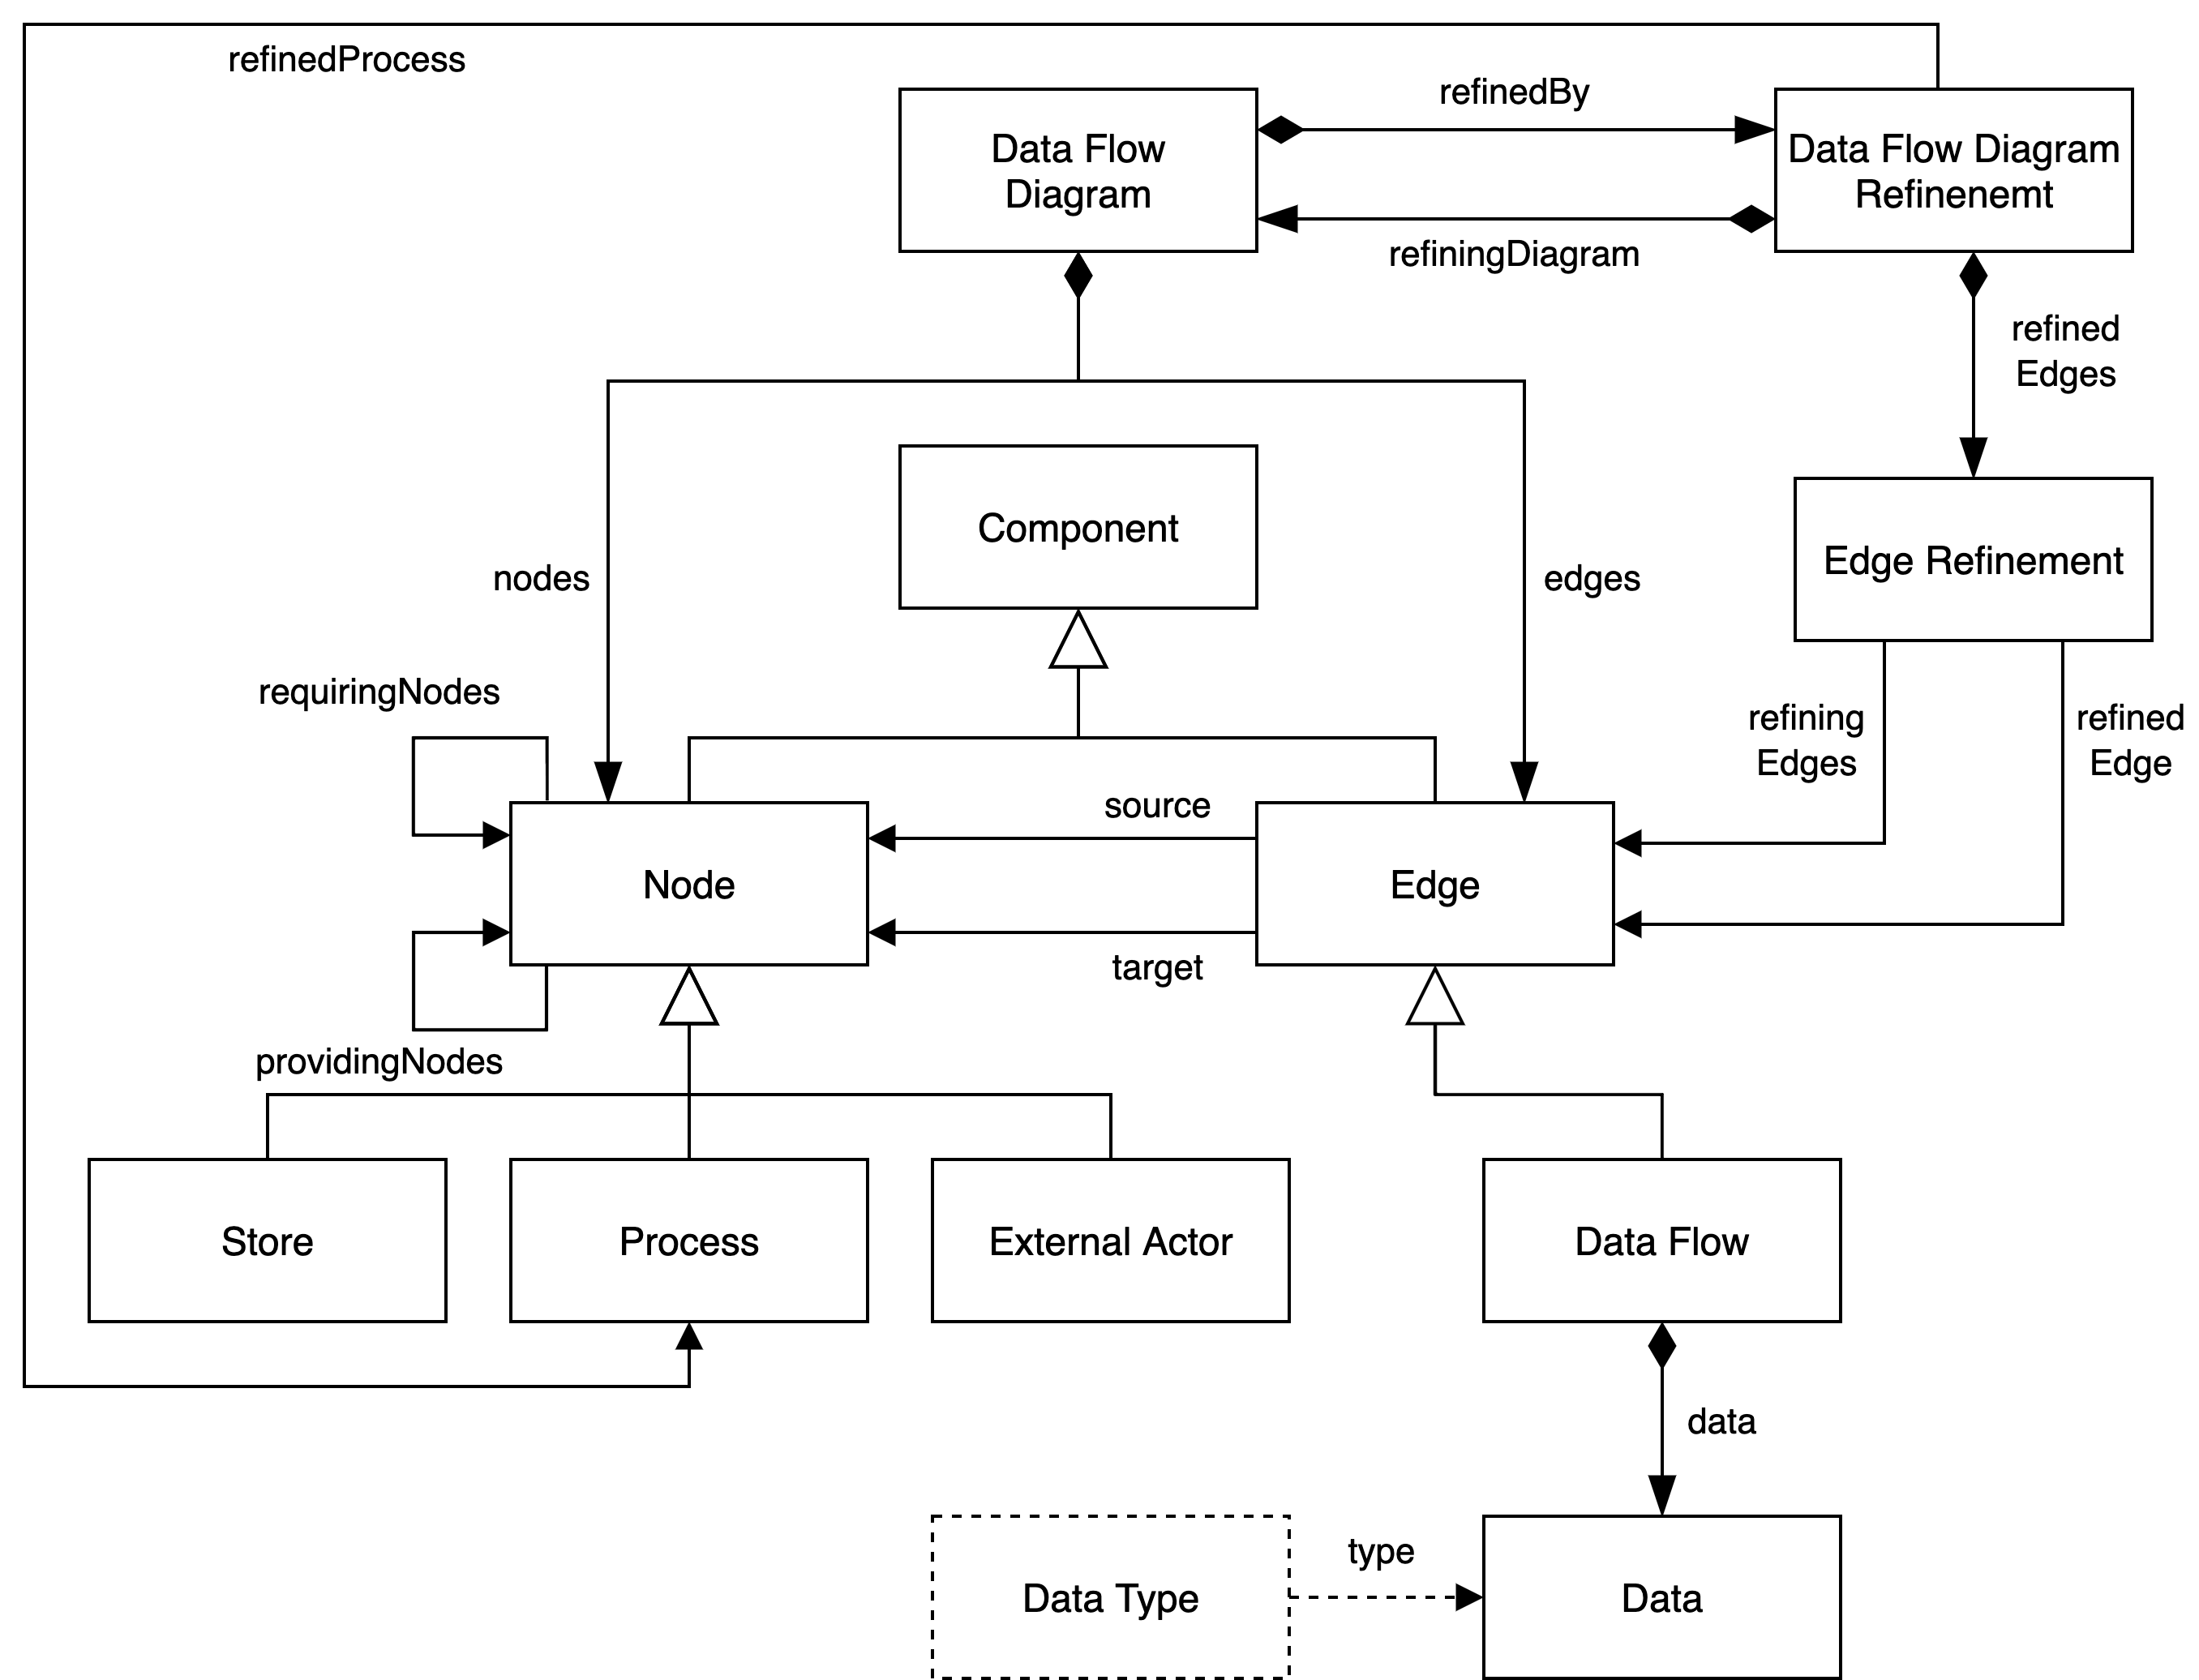 refinedProcess
refinedBy
Data Flow
Diagram
Data Flow Diagram
Refinenemt
refiningDiagram
refined
Edges
Component
Edge Refinement
nodes
edges
requiringNodes
refining
Edges
refined
Edge
source
Node
Edge
target
providingNodes
Store
Process
External Actor
Data Flow
data
type
Data Type
Data